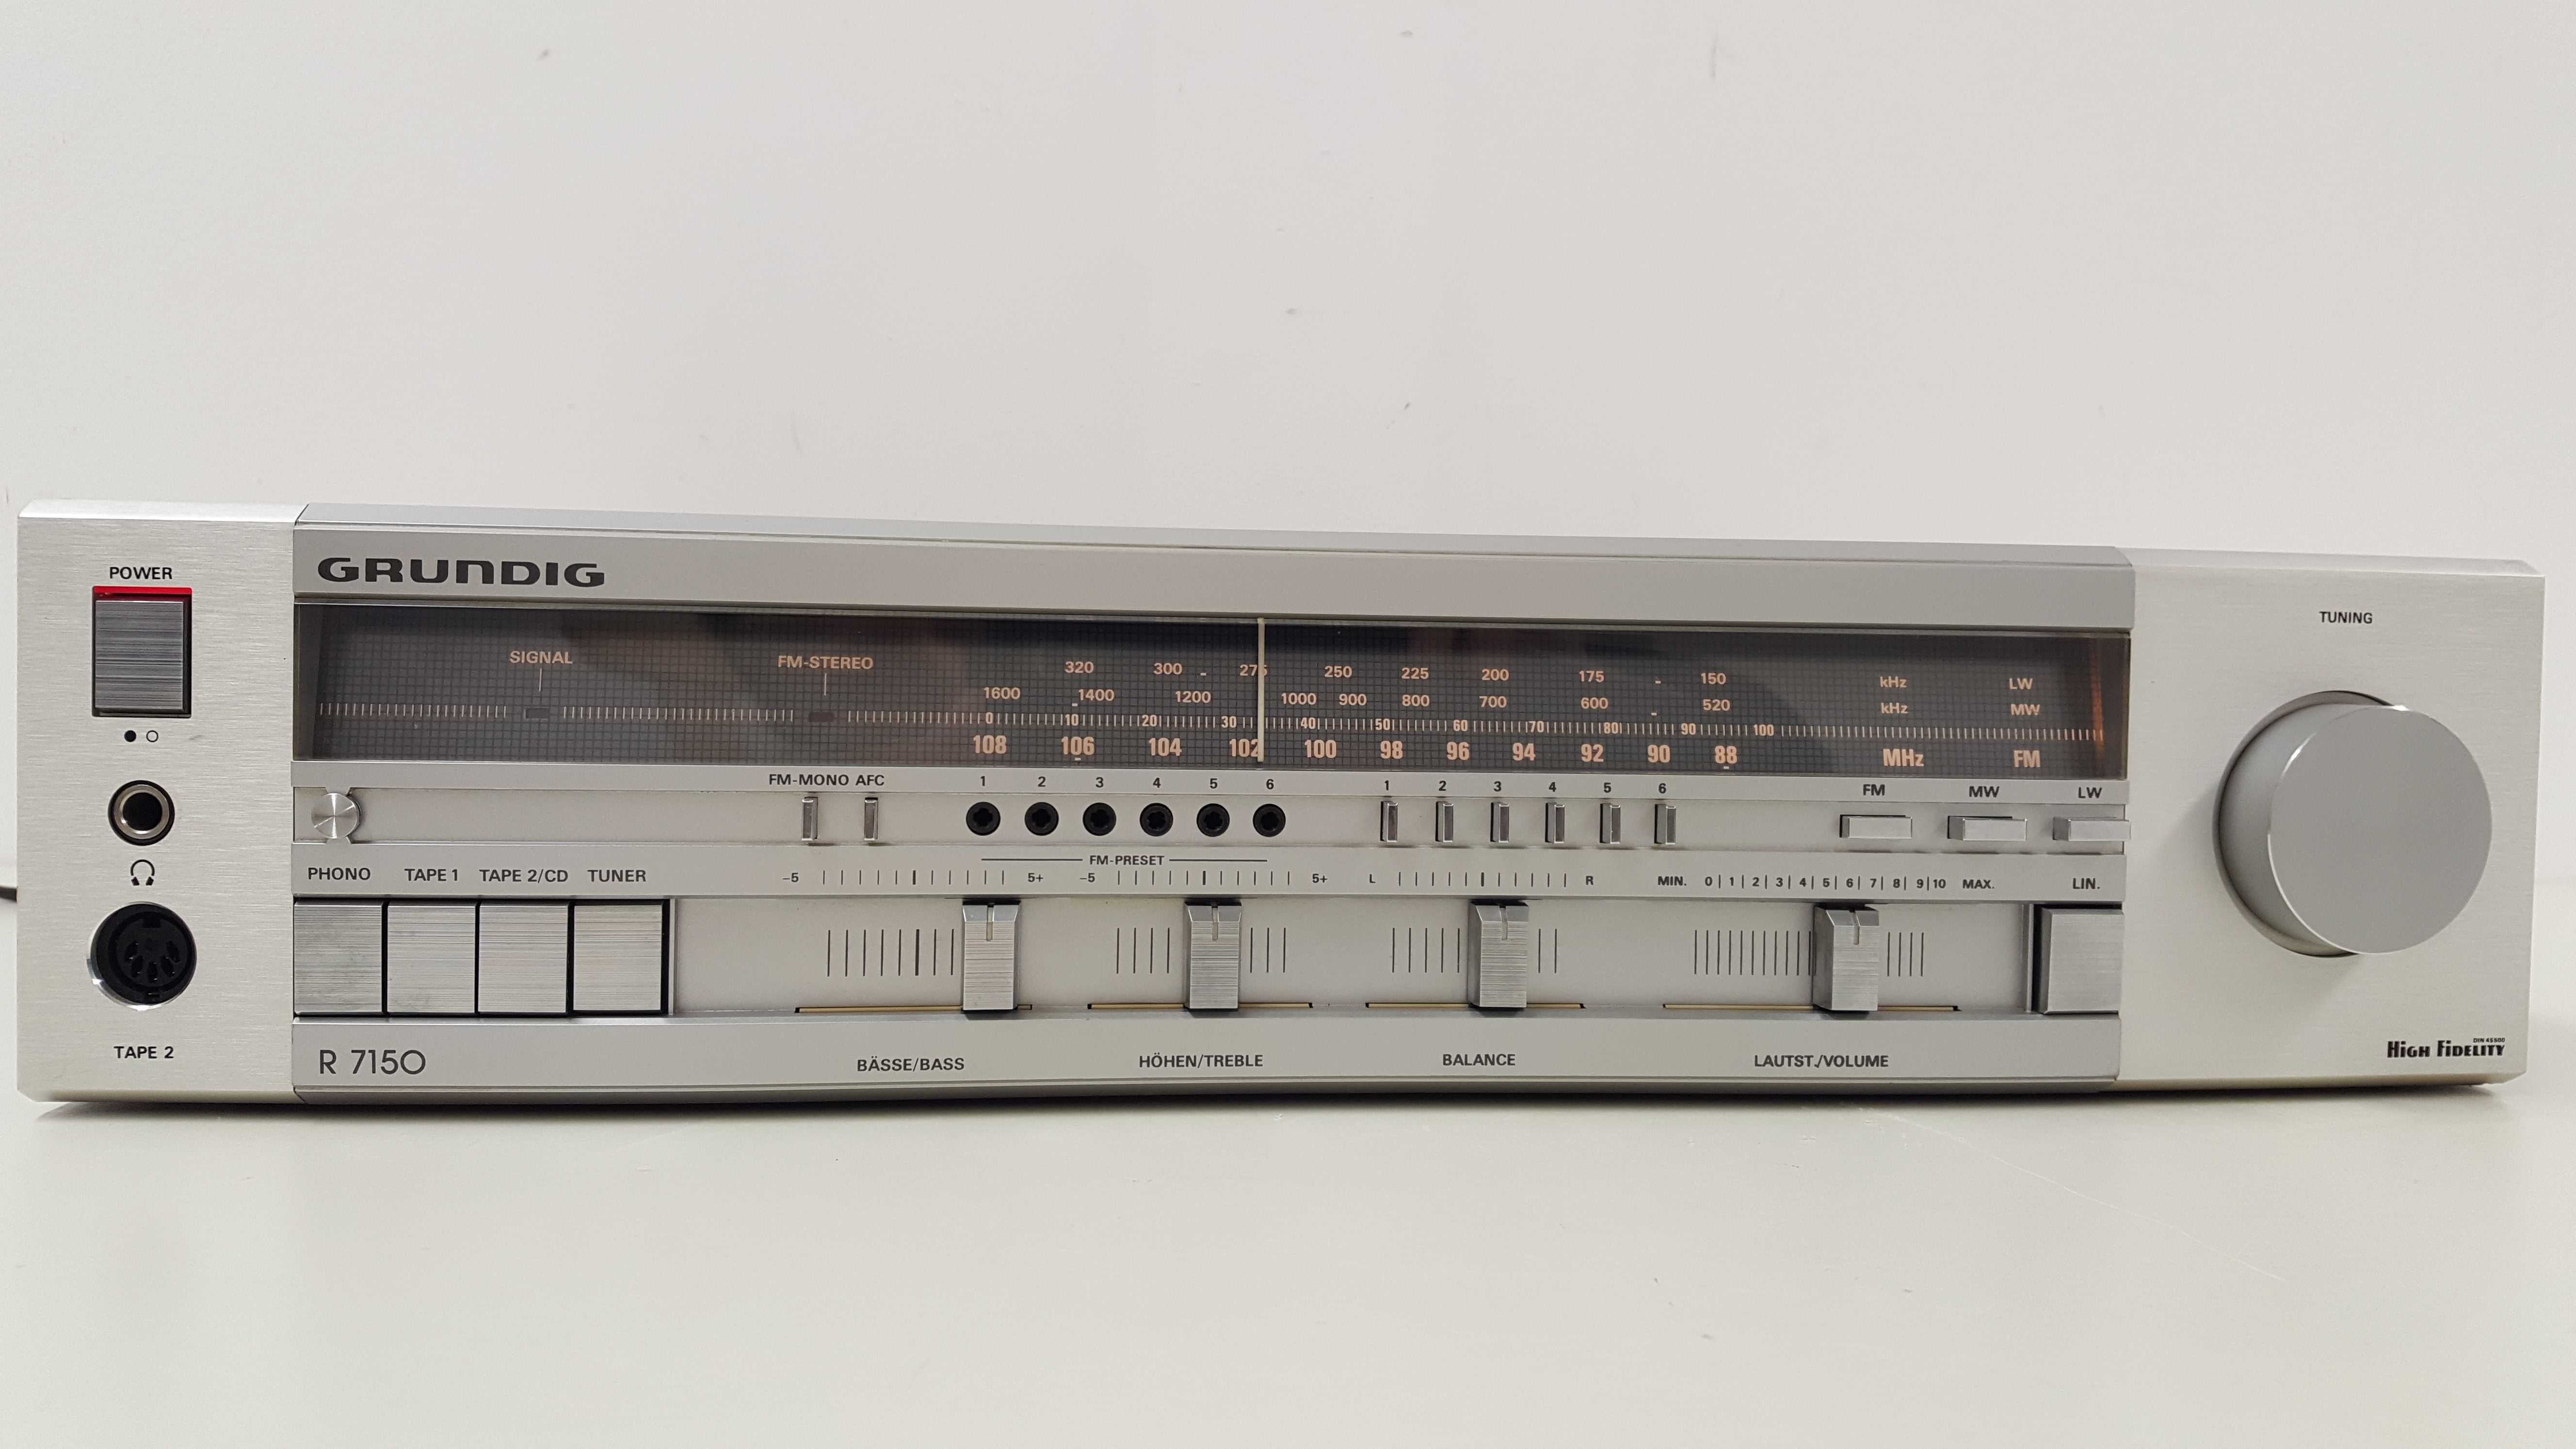 GRUNDIG
POWER
TUNING
SIGNAL FM-STEREO
320 300 - 275 250 225 200 175 - 150 kHz LW
1600 1400 1200 1000 900 800 700 600 520 kHz MW
0 10 20 30 40 50 60 70 80 90 100
108 106 104 102 100 98 96 94 92 90 88 MHz FM
FM-MONO AFC 1 2 3 4 5 6 1 2 3 4 5 6 FM MW LW
FM-PRESET
PHONO TAPE 1 TAPE 2/CD TUNER -5 5+ -5 5+ L R MIN. 0 | 1 | 2 | 3 | 4 | 5 | 6 | 7 | 8 | 9 | 10 MAX. LIN.
TAPE 2
R 7150 BÄSSE/BASS HÖHEN/TREBLE BALANCE LAUTST./VOLUME
DIN 45500
HIGH FIDELITY